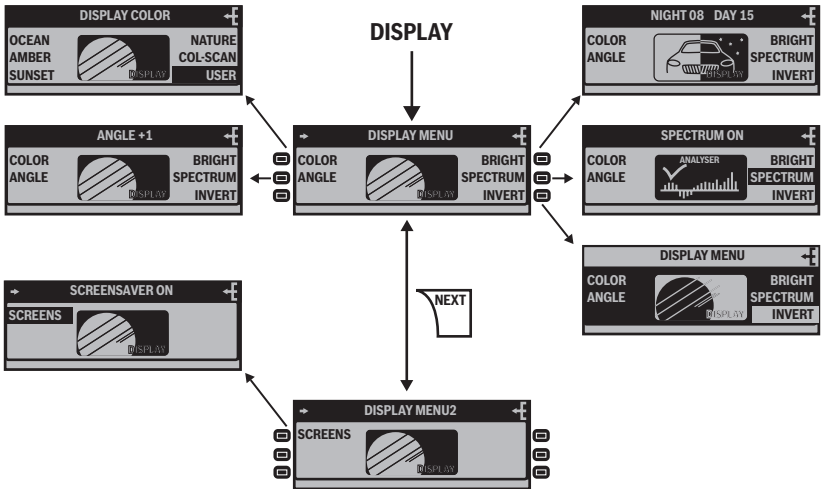 DISPLAY COLOR
OCEAN NATURE
AMBER COL-SCAN
SUNSET DISPLAY USER
DISPLAY
NIGHT 08 DAY 15
COLOR BRIGHT
ANGLE SPECTRUM
DISPLAY INVERT
ANGLE +1
COLOR BRIGHT
ANGLE SPECTRUM
DISPLAY INVERT
DISPLAY MENU
COLOR BRIGHT
ANGLE SPECTRUM
DISPLAY INVERT
SPECTRUM ON
COLOR ANALYSER BRIGHT
ANGLE SPECTRUM
INVERT
DISPLAY MENU
COLOR BRIGHT
ANGLE SPECTRUM
DISPLAY INVERT
SCREENSAVER ON
SCREENS
DISPLAY
NEXT
DISPLAY MENU2
SCREENS
DISPLAY